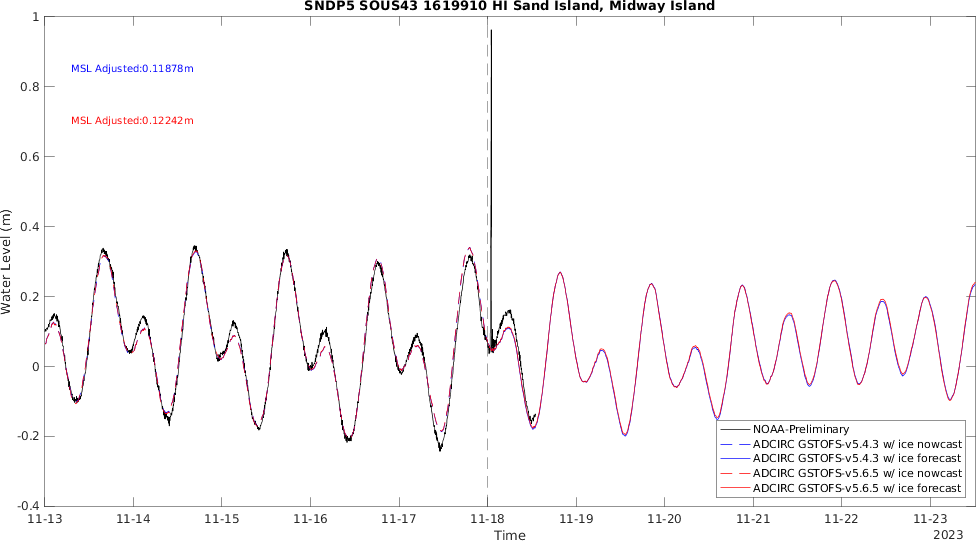 SNDP5 SOUS43 1619910 HI Sand Island, Midway Island
1
0.8
0.6
0.4
0.2
0
-0.2
-0.4
Water Level (m)
MSL Adjusted:0.11878m
MSL Adjusted:0.12242m
NOAA-Preliminary
ADCIRC GSTOFS-v5.4.3 w/ ice nowcast
ADCIRC GSTOFS-v5.4.3 w/ ice forecast
ADCIRC GSTOFS-v5.6.5 w/ ice nowcast
ADCIRC GSTOFS-v5.6.5 w/ ice forecast
11-13 11-14 11-15 11-16 11-17 11-18 11-19 11-20 11-21 11-22 11-23
Time
2023